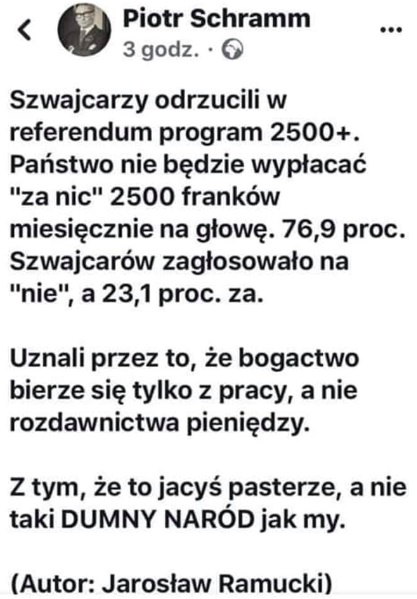 Piotr Schramm
3 godz. ·
Szwajcarzy odrzucili w
referendum program 2500+.
Państwo nie będzie wypłacać
"za nic" 2500 franków
miesięcznie na głowę. 76,9 proc.
Szwajcarów zagłosowało na
"nie", a 23,1 proc. za.
Uznali przez to, że bogactwo
bierze się tylko z pracy, a nie
rozdawnictwa pieniędzy.
Z tym, że to jacyś pasterze, a nie
taki DUMNY NARÓD jak my.
(Autor: Jarosław Ramucki)